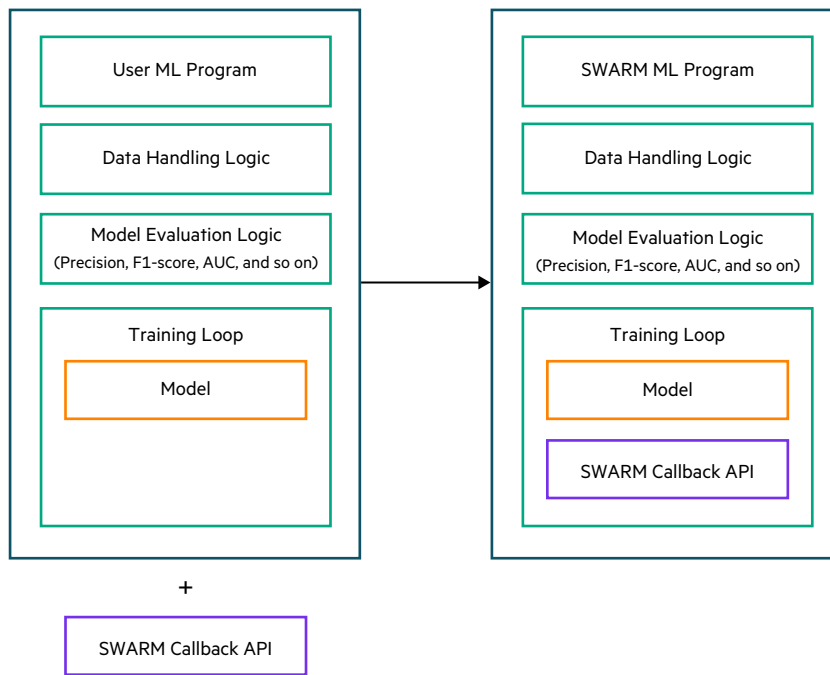 User ML Program
Data Handling Logic
Model Evaluation Logic
(Precision, F1-score, AUC, and so on)
Training Loop
Model
+
SWARM Callback API
SWARM ML Program
Data Handling Logic
Model Evaluation Logic
(Precision, F1-score, AUC, and so on)
Training Loop
Model
SWARM Callback API